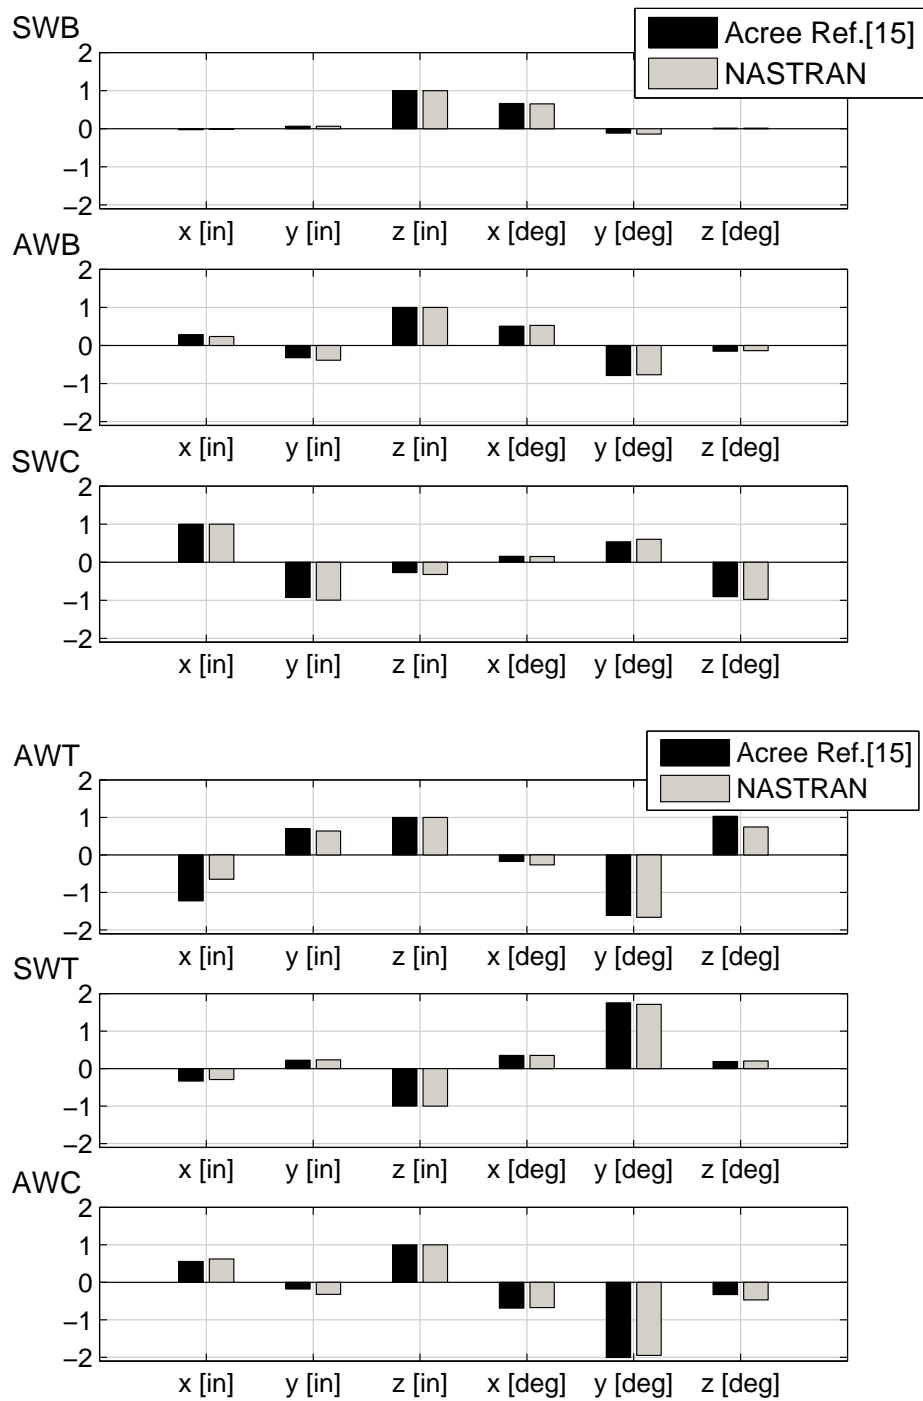 SWB
Acree Ref.[15]
NASTRAN
2
1
0
−1
−2
x [in] y [in] z [in] x [deg] y [deg] z [deg]
AWB
2
1
0
−1
−2
x [in] y [in] z [in] x [deg] y [deg] z [deg]
SWC
2
1
0
−1
−2
x [in] y [in] z [in] x [deg] y [deg] z [deg]
AWT
Acree Ref.[15]
NASTRAN
2
1
0
−1
−2
x [in] y [in] z [in] x [deg] y [deg] z [deg]
SWT
2
1
0
−1
−2
x [in] y [in] z [in] x [deg] y [deg] z [deg]
AWC
2
1
0
−1
−2
x [in] y [in] z [in] x [deg] y [deg] z [deg]